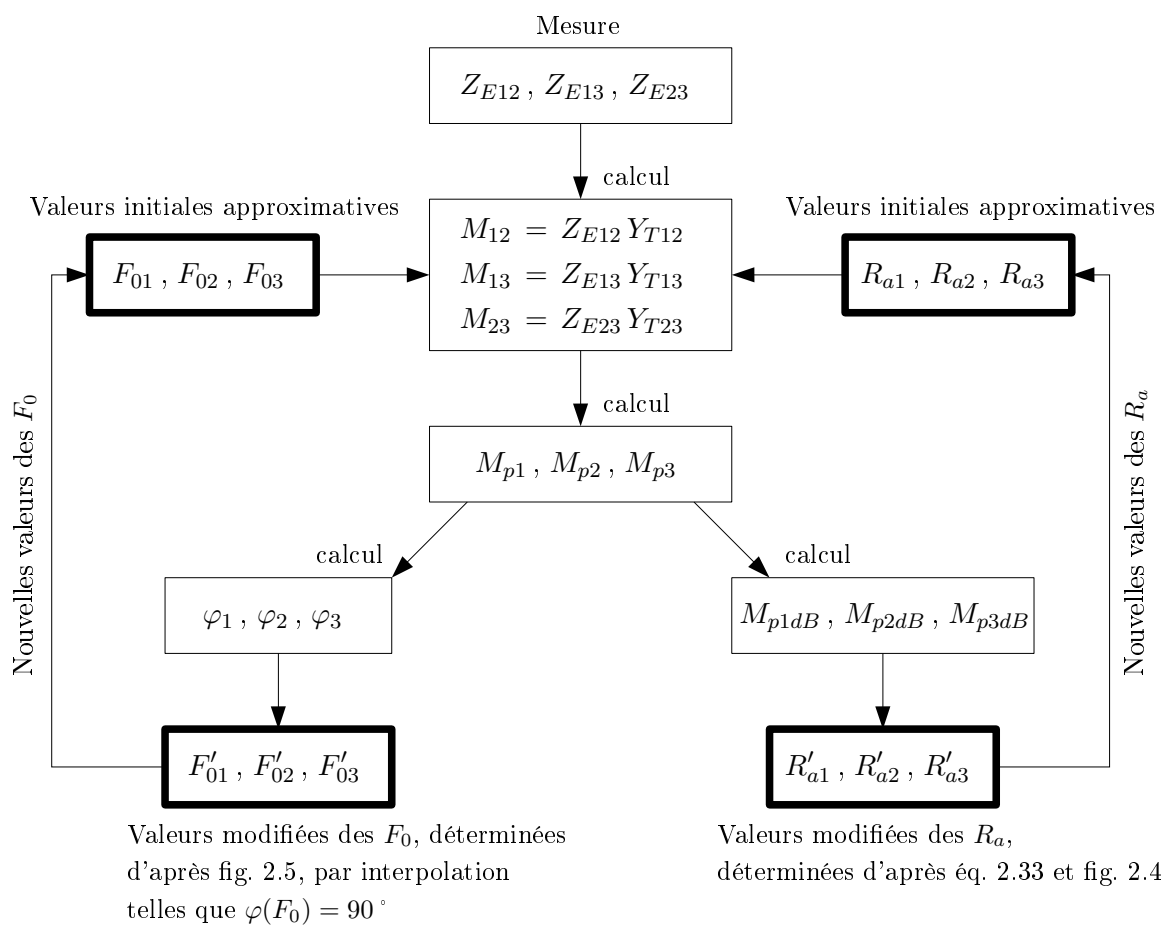 Mesure
Z_{E12} , Z_{E13} , Z_{E23}
calcul
Valeurs initiales approximatives
Valeurs initiales approximatives
F_{01} , F_{02} , F_{03}
M_{12} = Z_{E12} Y_{T12}
M_{13} = Z_{E13} Y_{T13}
M_{23} = Z_{E23} Y_{T23}
R_{a1} , R_{a2} , R_{a3}
Nouvelles valeurs des F_0
Nouvelles valeurs des R_a
calcul
M_{p1} , M_{p2} , M_{p3}
calcul
calcul
φ_1 , φ_2 , φ_3
M_{p1dB} , M_{p2dB} , M_{p3dB}
F'_{01} , F'_{02} , F'_{03}
R'_{a1} , R'_{a2} , R'_{a3}
Valeurs modifiées des F_0, déterminées
d'après fig. 2.5, par interpolation
telles que φ(F_0) = 90°
Valeurs modifiées des R_a,
déterminées d'après éq. 2.33 et fig. 2.4